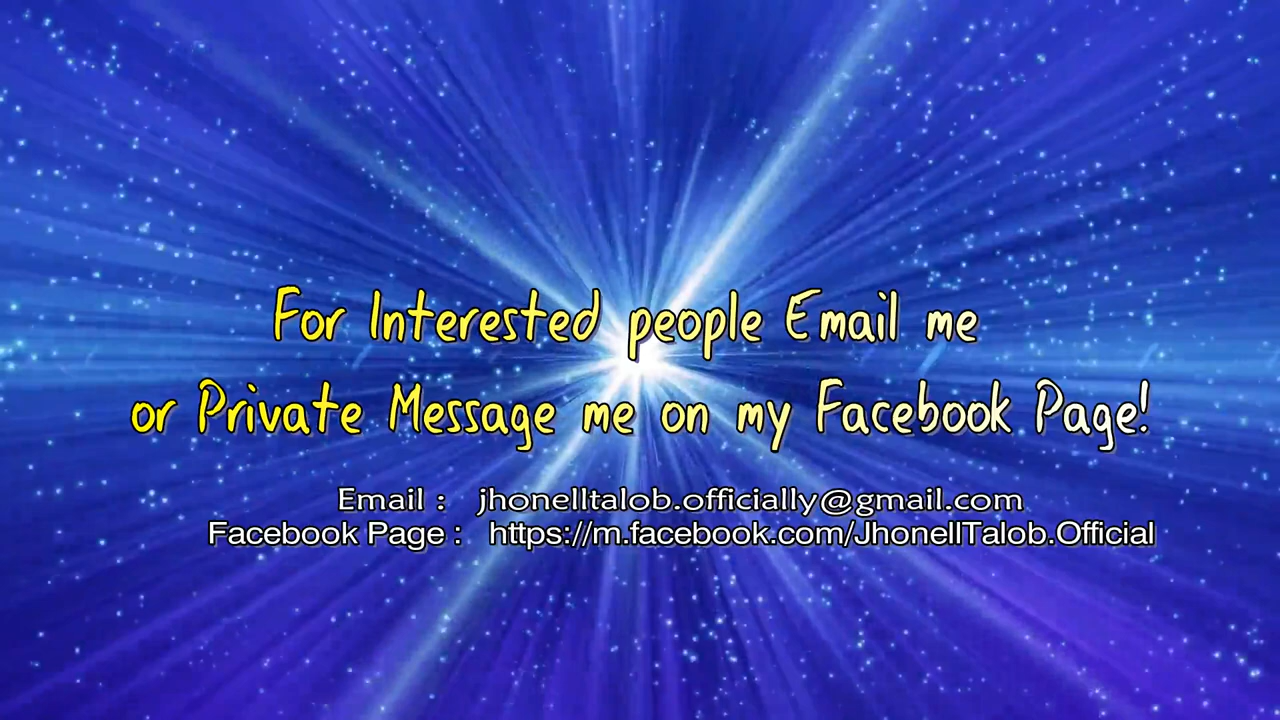 For Interested people Email me
or Private Message me on my Facebook Page!
Email : jhonelltalob.officially@gmail.com
Facebook Page : https://m.facebook.com/JhonellTalob.Official